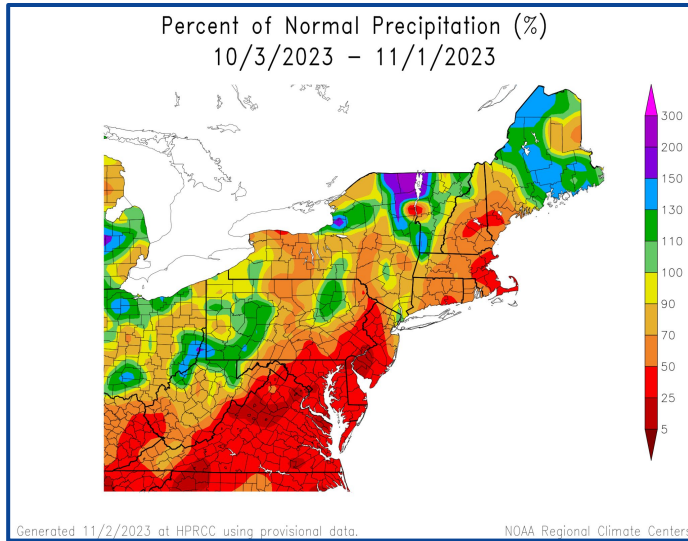 Percent of Normal Precipitation (%)
10/3/2023 – 11/1/2023
300
200
150
130
110
100
90
70
50
25
5
Generated 11/2/2023 at HPRCC using provisional data.
NOAA Regional Climate Centers